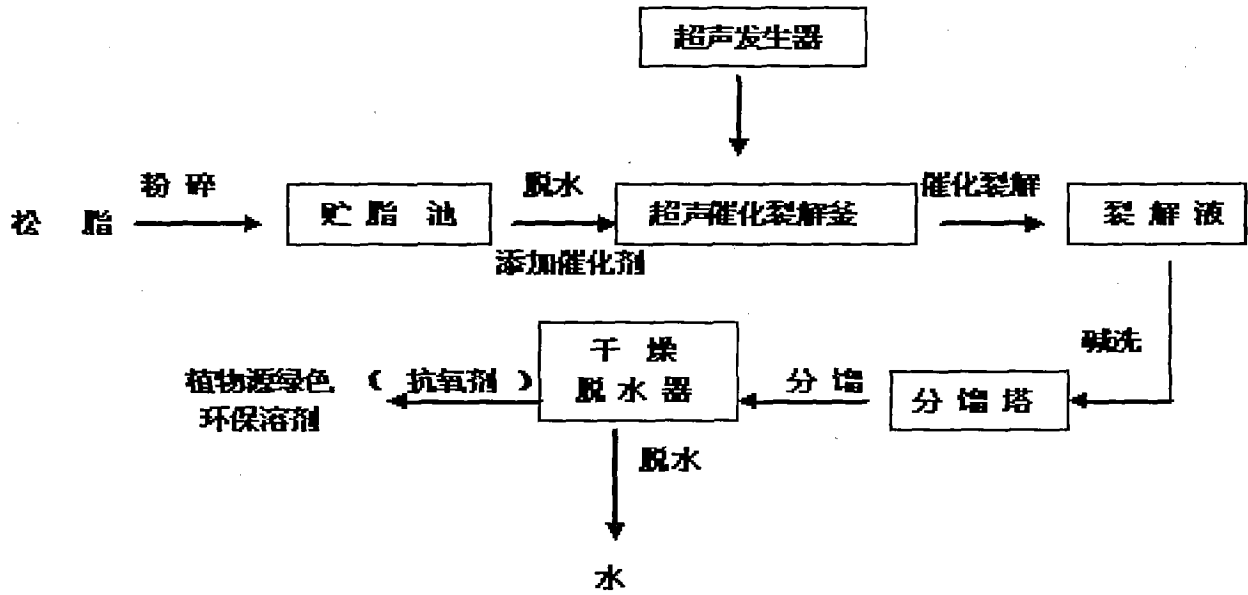 超声发生器
松 脂
粉 碎
贮 脂 池
脱水
添加催化剂
超声催化裂解釜
催化裂解
裂 解 液
碱洗
分 馏 塔
分 馏
干 燥
脱 水 器
( 抗氧剂 )
植物源绿色
环保溶剂
脱水
水